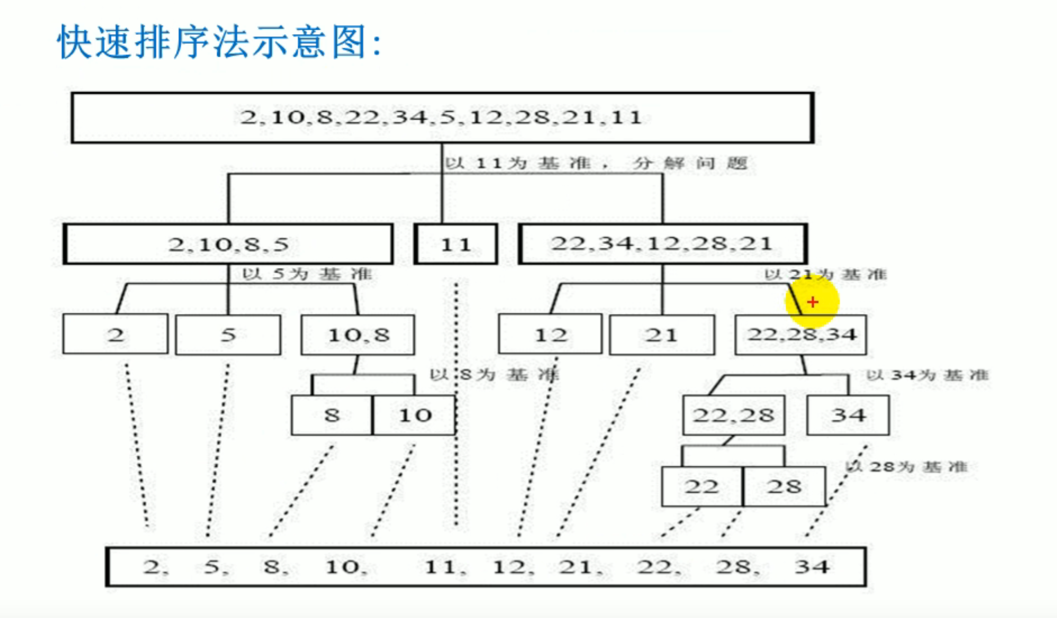 快速排序法示意图:
2,10,8,22,34,5,12,28,21,11
以11为基准，分解问题
2,10,8,5
11
22,34,12,28,21
以5为基准
以21为基准
2
5
10,8
12
21
22,28,34
以8为基准
以34为基准
8
10
22,28
34
以28为基准
22
28
2, 5, 8, 10, 11, 12, 21, 22, 28, 34